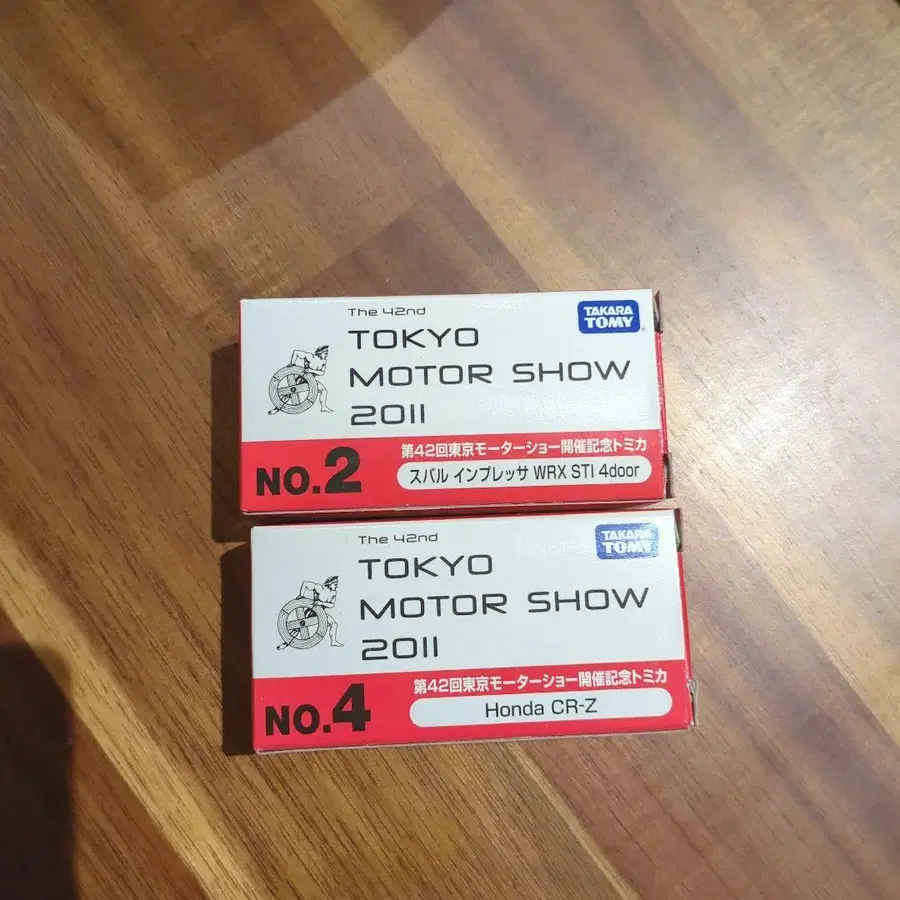 The 42nd
TAKARA
TOMY
TOKYO
MOTOR SHOW
2011
第42回東京モーターショー開催記念トミカ
NO.2
スバル インプレッサ WRX STI 4door
The 42nd
TAKARA
TOMY
TOKYO
MOTOR SHOW
2011
第42回東京モーターショー開催記念トミカ
NO.4
Honda CR-Z